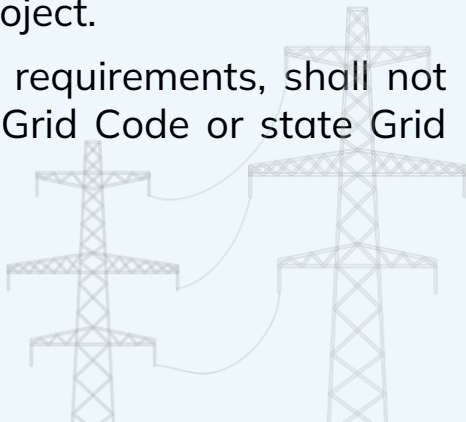 oject.
requirements, shall not
Grid Code or state Grid